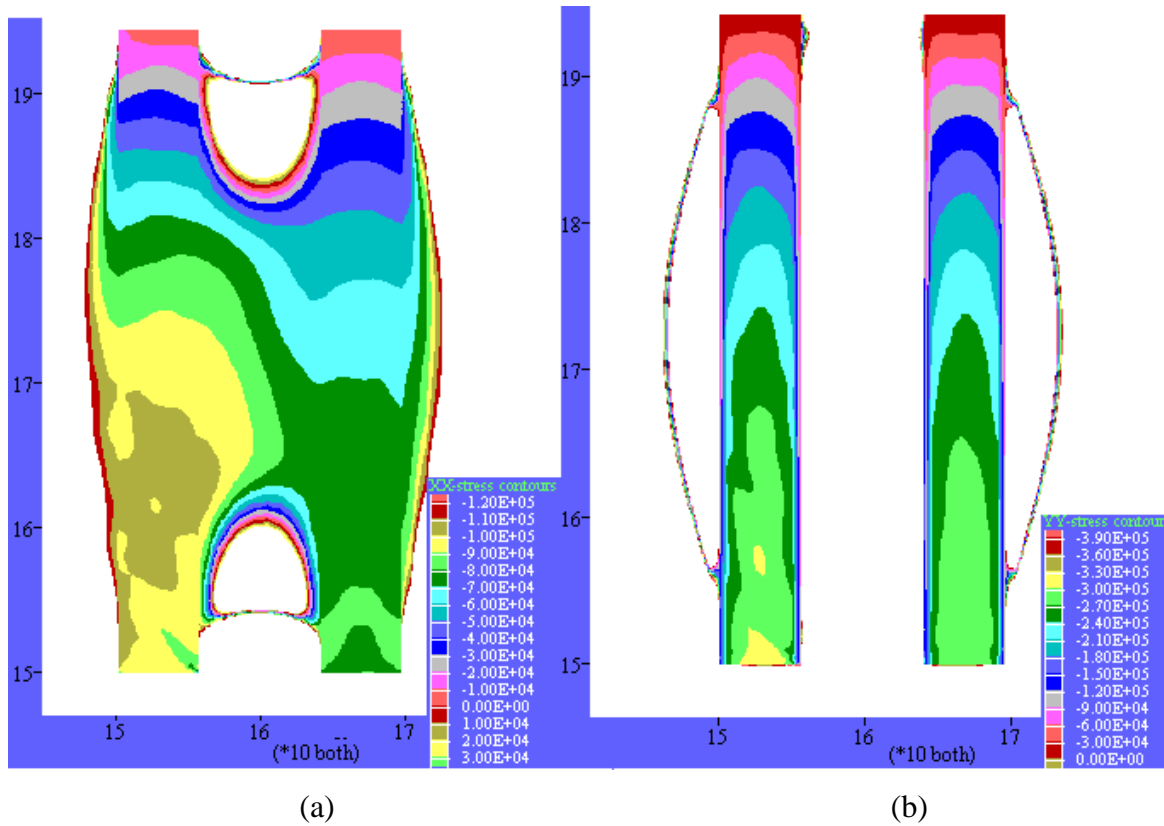 19
18
17
16
15
15 16 17
(*10 both)
XX-stress contours
-1.20E+05
-1.10E+05
-1.00E+05
-9.00E+04
-8.00E+04
-7.00E+04
-6.00E+04
-5.00E+04
-4.00E+04
-3.00E+04
-2.00E+04
-1.00E+04
0.00E+00
1.00E+04
2.00E+04
3.00E+04
(a)
19
18
17
16
15
15 16 17
(*10 both)
YY-stress contour
-3.90E+05
-3.60E+05
-3.30E+05
-3.00E+05
-2.70E+05
-2.40E+05
-2.10E+05
-1.80E+05
-1.50E+05
-1.20E+05
-9.00E+04
-6.00E+04
-3.00E+04
0.00E+00
(b)